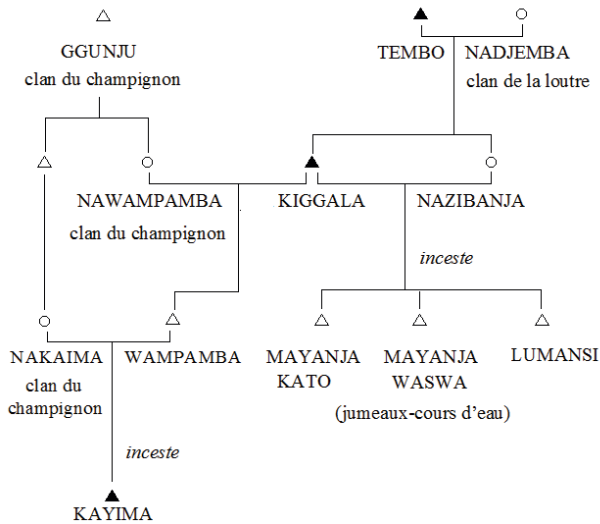 GGUNJU
clan du champignon
TEMBO
NADJEMBA
clan de la loutre
NAWAMPAMBA
clan du champignon
KIGGALA
NAZIBANJA
inceste
NAKAIMA
clan du
champignon
WAMPAMBA
MAYANJA
KATO
MAYANJA
WASWA
(jumeaux-cours d'eau)
LUMANSI
inceste
KAYIMA